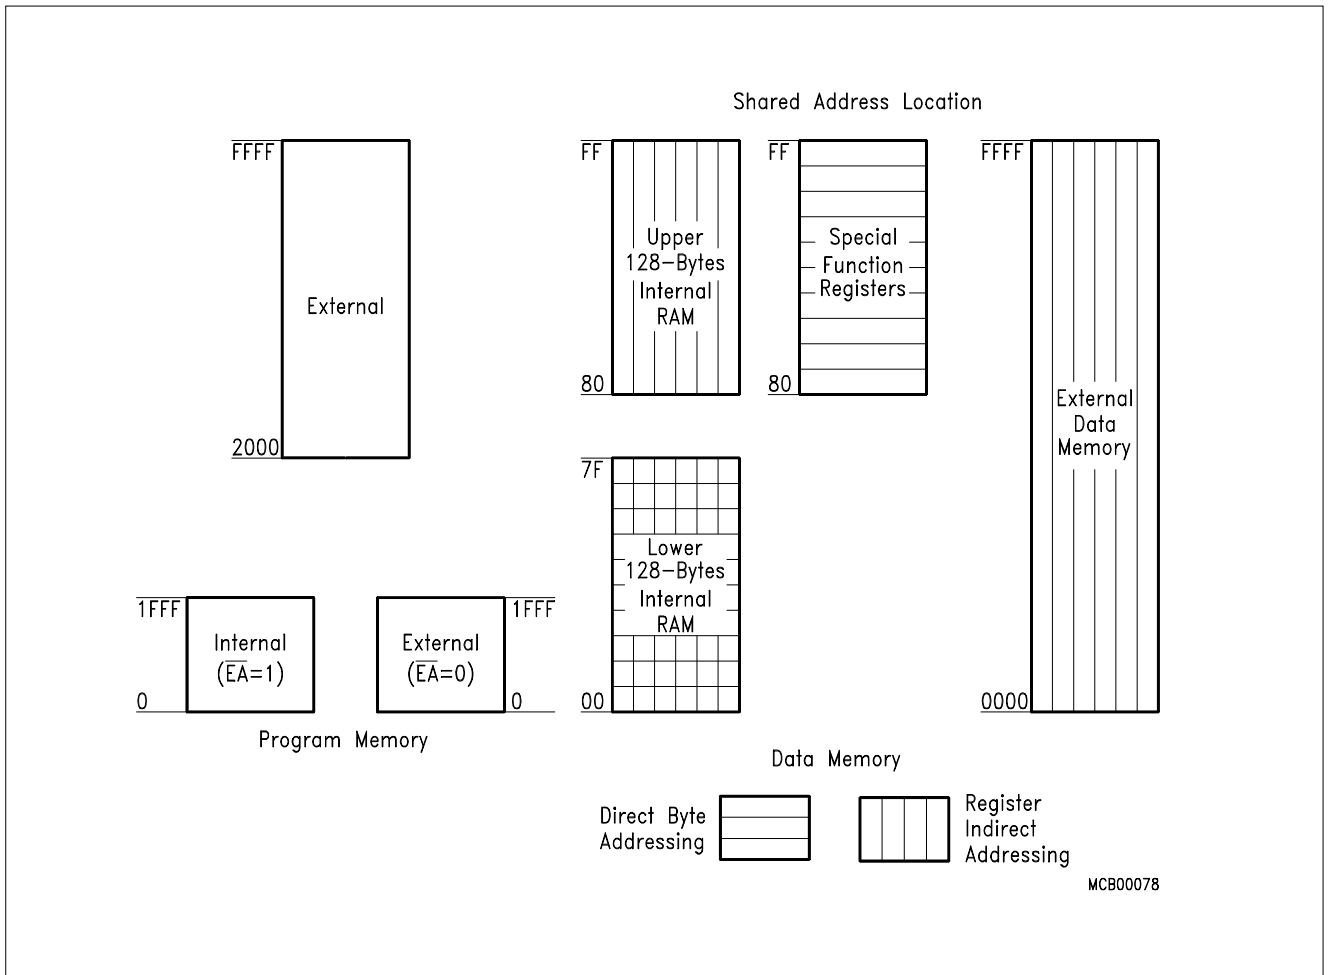 Shared Address Location
FFFF
External
2000
1FFF
Internal
(E̅A̅=1)
0
External
(E̅A̅=0)
1FFF
0
Program Memory
FF
Upper
128-Bytes
Internal
RAM
80
FF
Special
Function
Registers
80
7F
Lower
128-Bytes
Internal
RAM
00
FFFF
External
Data
Memory
0000
Data Memory
Direct Byte
Addressing
Register
Indirect
Addressing
MCB00078